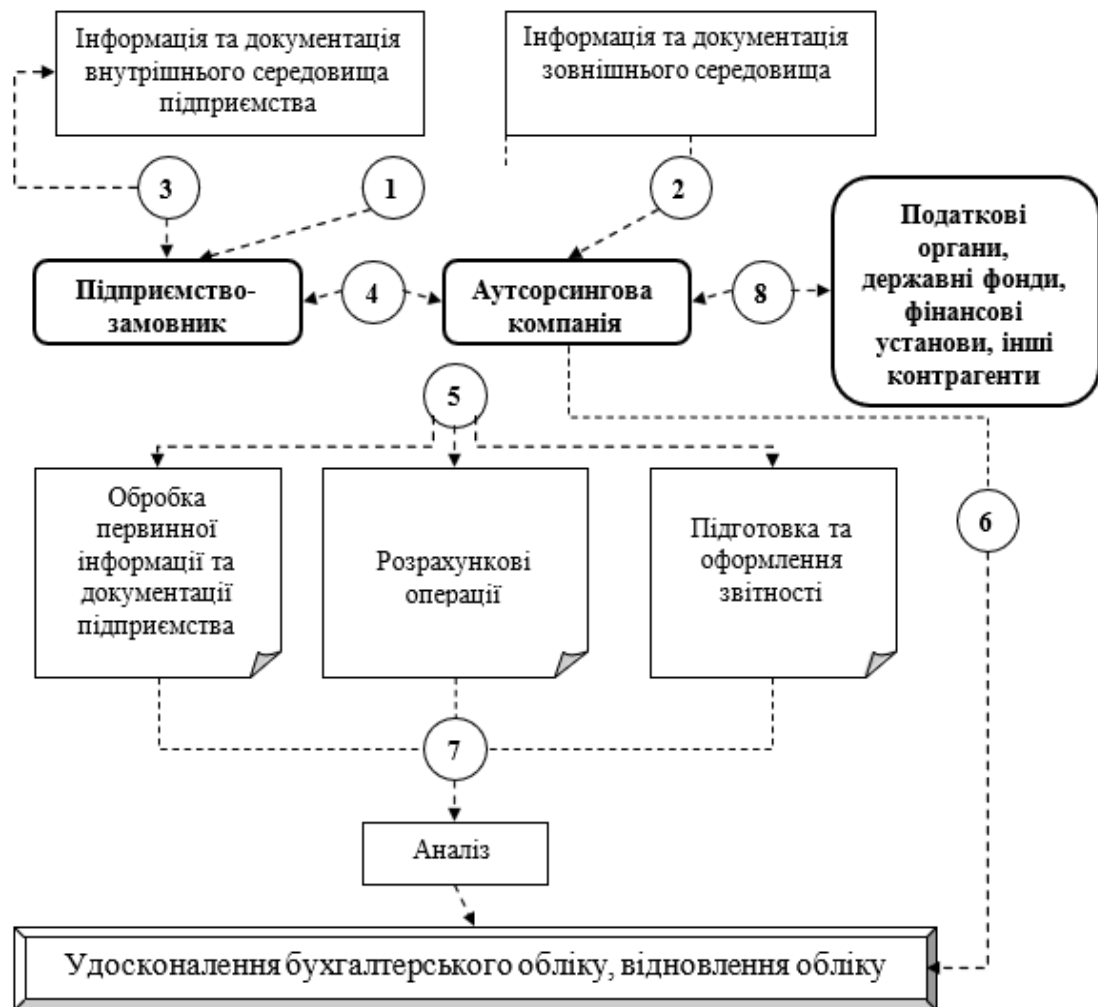 Інформація та документація
внутрішнього середовища
підприємства
Інформація та документація
зовнішнього середовища
3
1
2
Податкові
органи,
державні фонди,
фінансові
установи, інші
контрагенти
Підприємство-
замовник
4
Аутсорсингова
компанія
8
5
Обробка
первинної
інформації та
документації
підприємства
Розрахункові
операції
Підготовка та
оформлення
звітності
6
7
Аналіз
Удосконалення бухгалтерського обліку, відновлення обліку